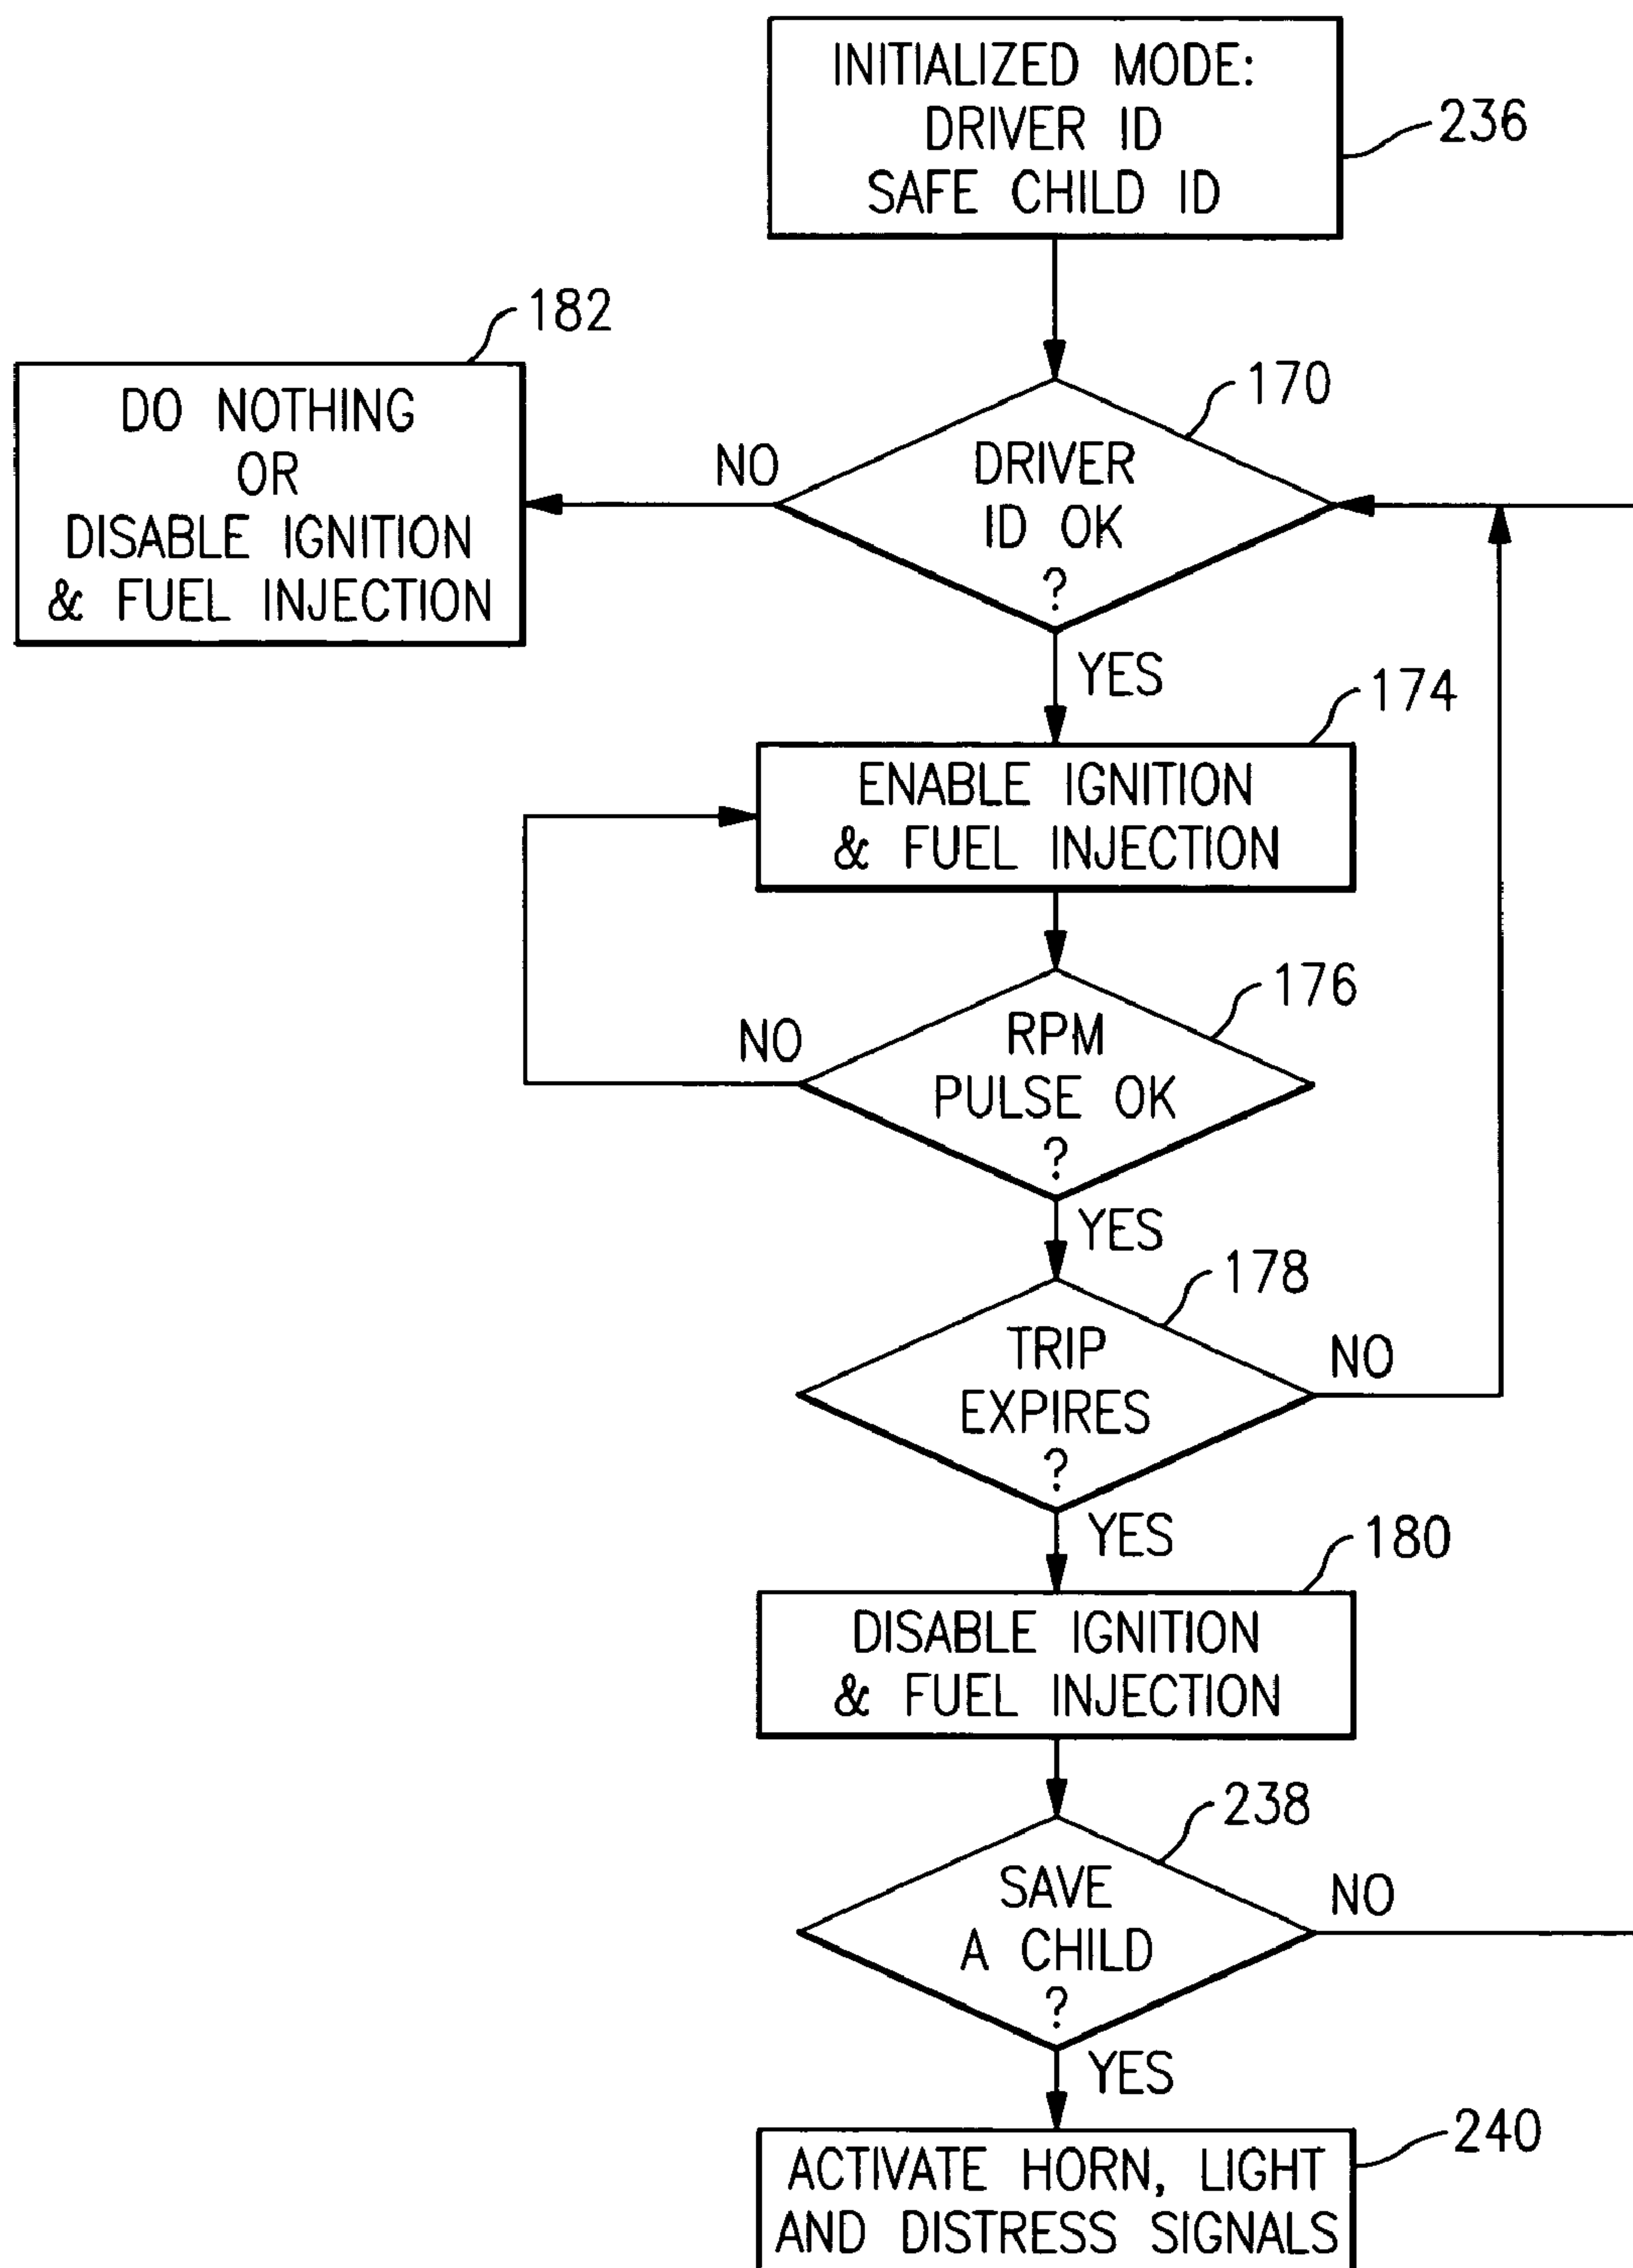 INITIALIZED MODE:
DRIVER ID
SAFE CHILD ID
236
182
DO NOTHING
OR
DISABLE IGNITION
& FUEL INJECTION
170
NO
DRIVER
ID OK
?
YES
174
ENABLE IGNITION
& FUEL INJECTION
176
NO
RPM
PULSE OK
?
YES
178
TRIP
EXPIRES
?
NO
YES
180
DISABLE IGNITION
& FUEL INJECTION
238
SAVE
A CHILD
?
NO
YES
240
ACTIVATE HORN, LIGHT
AND DISTRESS SIGNALS